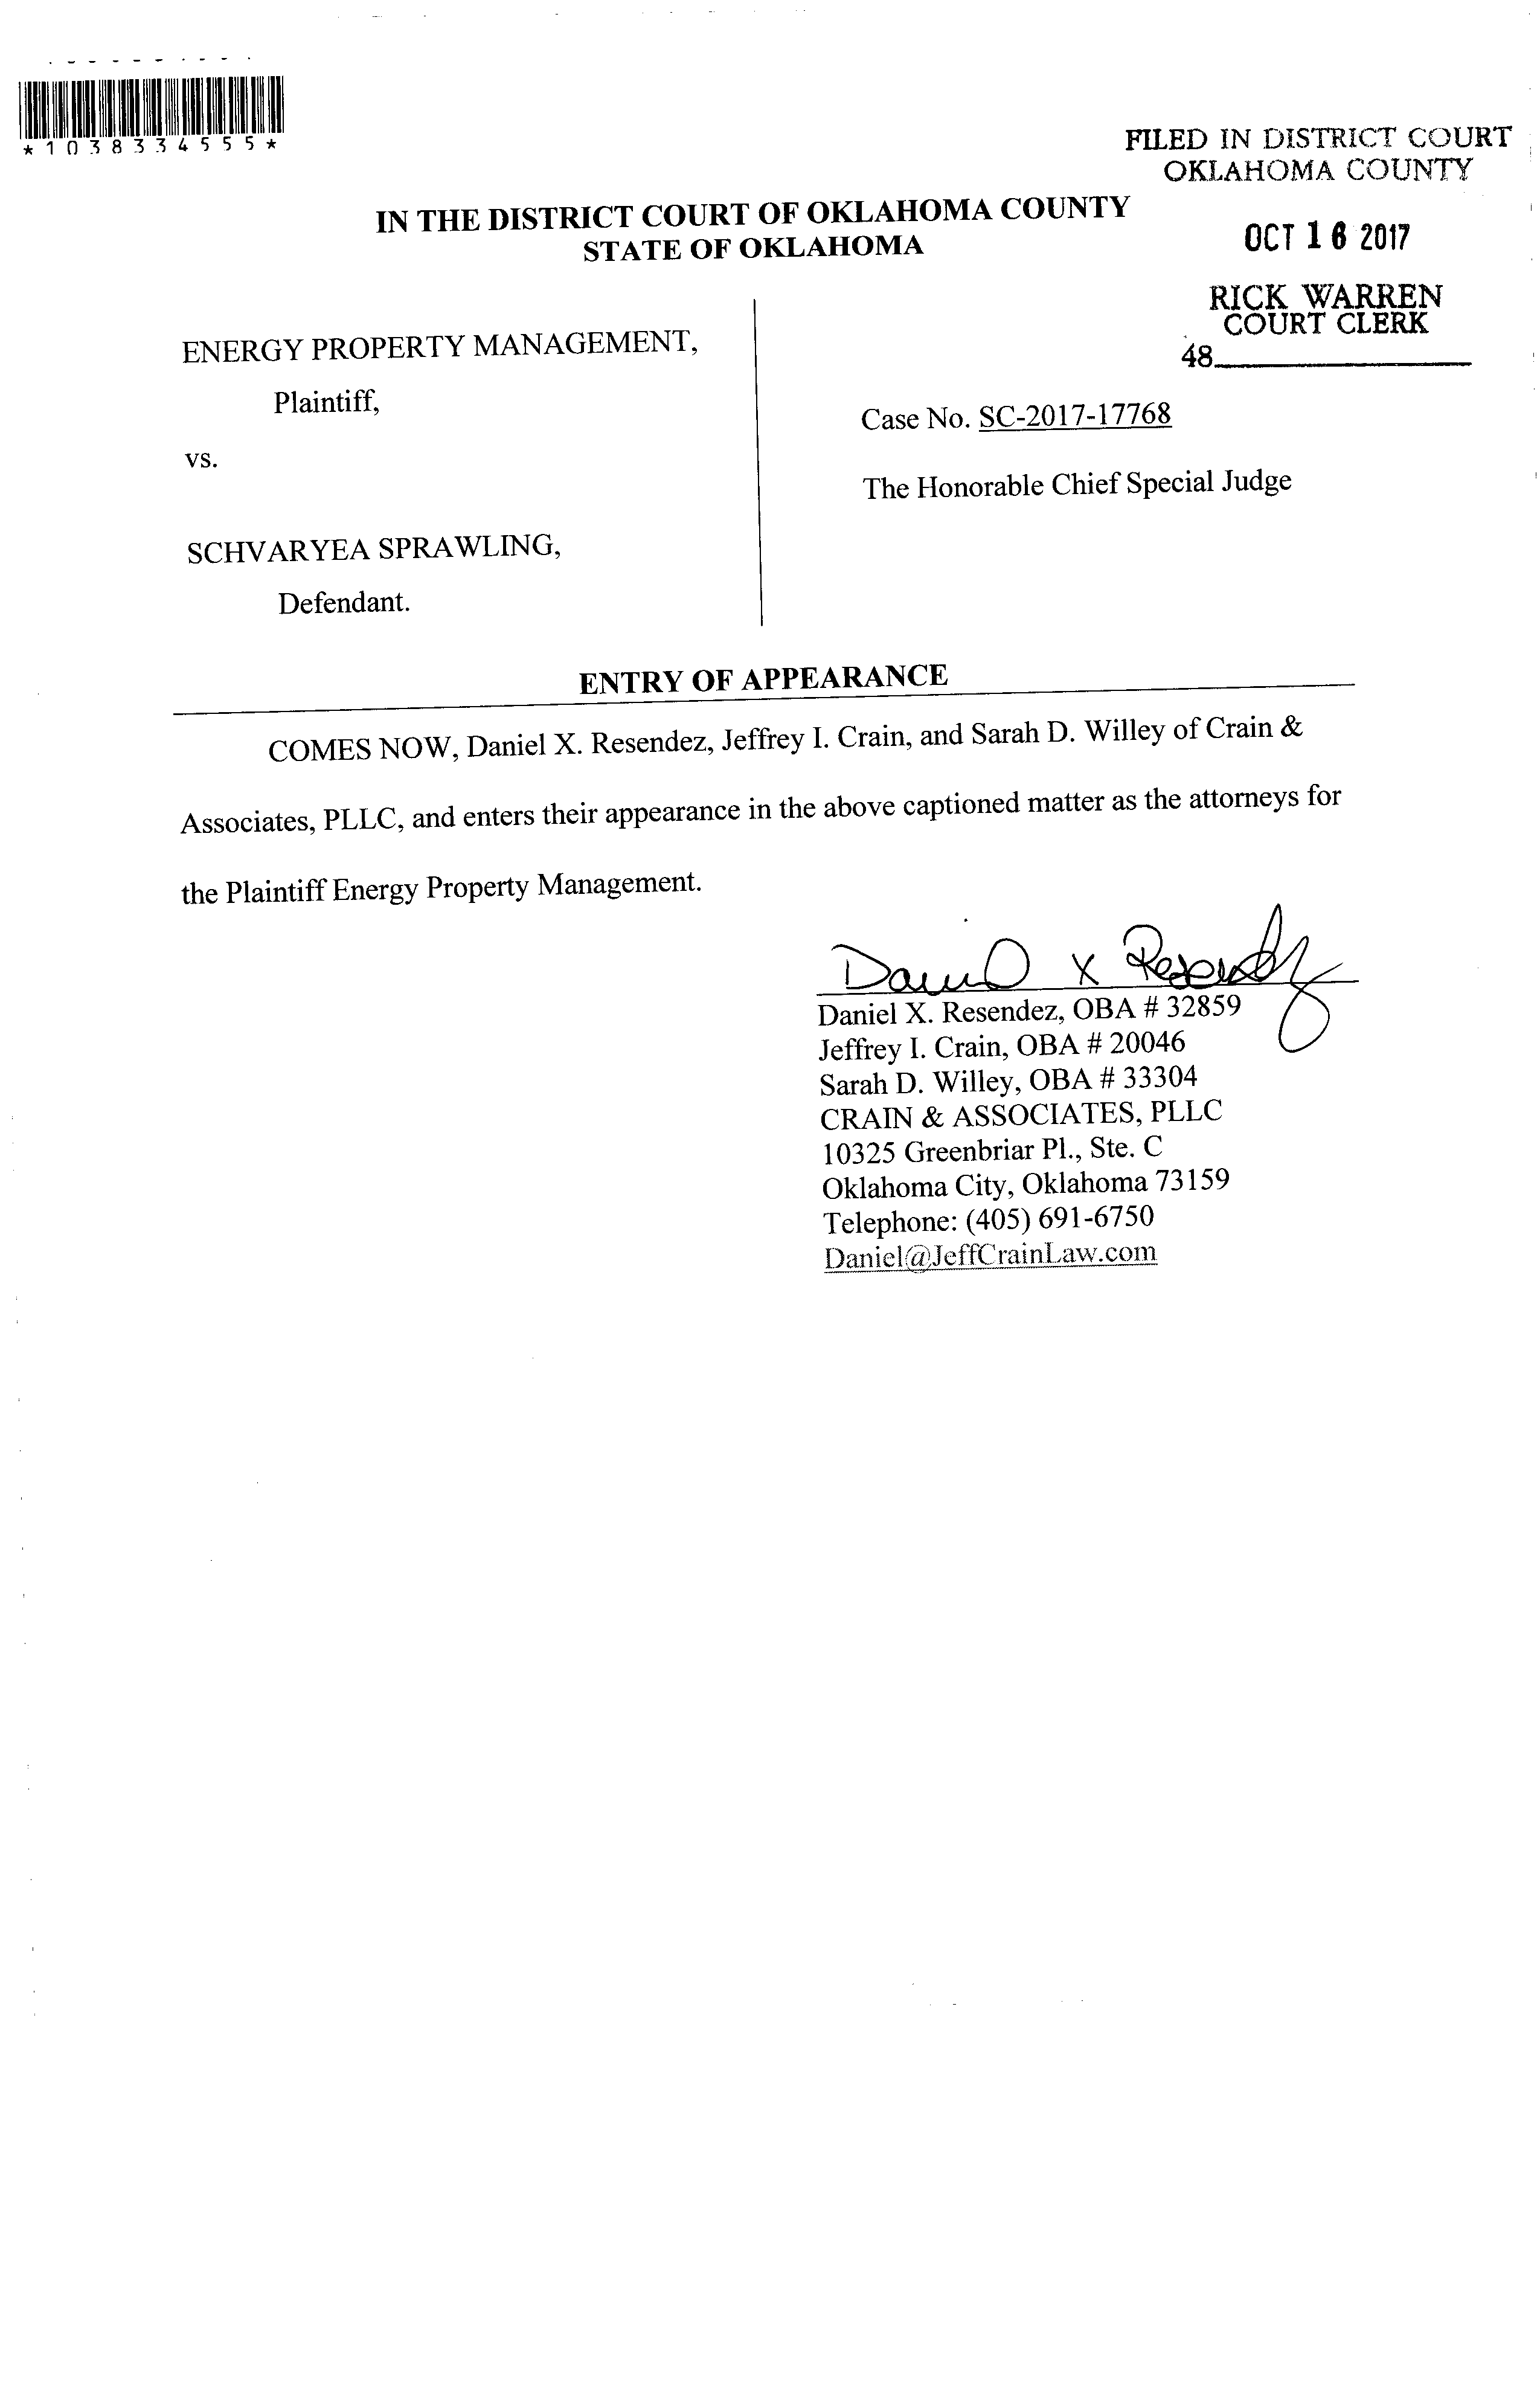 *1038334555*
FILED IN DISTRICT COURT
OKLAHOMA COUNTY
IN THE DISTRICT COURT OF OKLAHOMA COUNTY
STATE OF OKLAHOMA
OCT 16 2017
RICK WARREN
COURT CLERK
48
ENERGY PROPERTY MANAGEMENT,
Plaintiff,
vs.
SCHVARYEA SPRAWLING,
Defendant.
Case No. SC-2017-17768
The Honorable Chief Special Judge
ENTRY OF APPEARANCE
COMES NOW, Daniel X. Resendez, Jeffrey I. Crain, and Sarah D. Willey of Crain &
Associates, PLLC, and enters their appearance in the above captioned matter as the attorneys for
the Plaintiff Energy Property Management.
Daniel X Resendez
Daniel X. Resendez, OBA # 32859
Jeffrey I. Crain, OBA # 20046
Sarah D. Willey, OBA # 33304
CRAIN & ASSOCIATES, PLLC
10325 Greenbriar Pl., Ste. C
Oklahoma City, Oklahoma 73159
Telephone: (405) 691-6750
Daniel@JeffCrainLaw.com